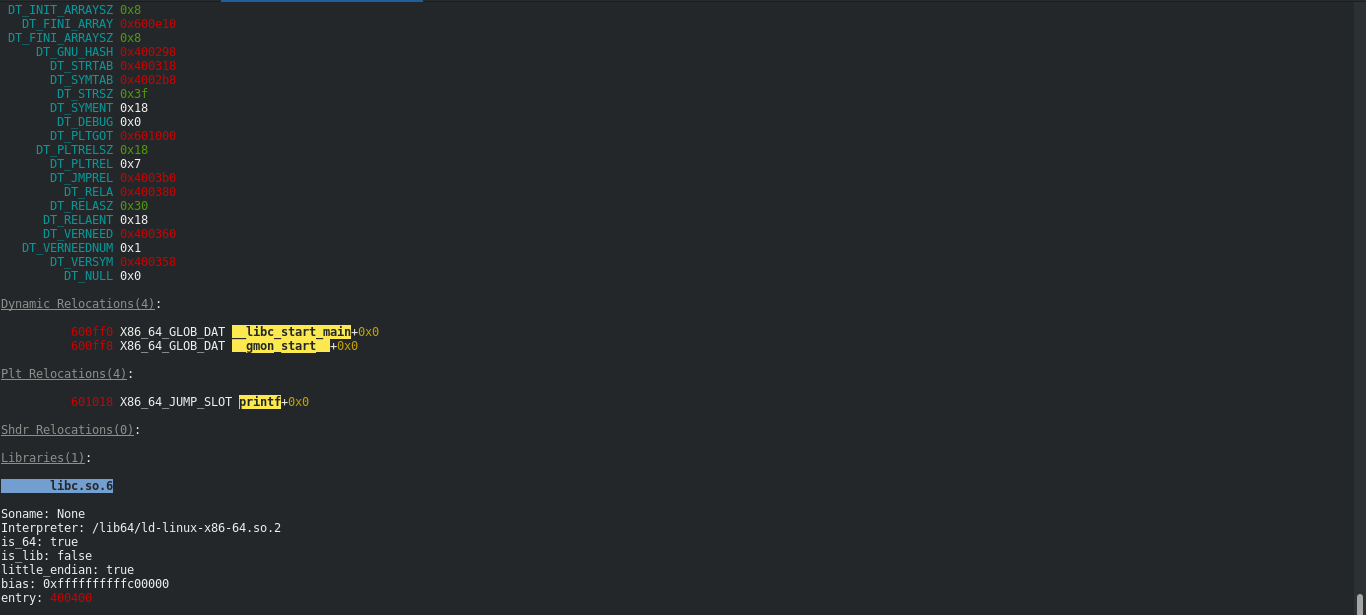 DT_INIT_ARRAYSZ 0x8
DT_FINI_ARRAY 0x600e10
DT_FINI_ARRAYSZ 0x8
DT_GNU_HASH 0x400298
DT_STRTAB 0x400318
DT_SYMTAB 0x4002b8
DT_STRSZ 0x3f
DT_SYMENT 0x18
DT_DEBUG 0x0
DT_PLTGOT 0x601000
DT_PLTRELSZ 0x18
DT_PLTREL 0x7
DT_JMPREL 0x4003b0
DT_RELA 0x400380
DT_RELASZ 0x30
DT_RELAENT 0x18
DT_VERNEED 0x400360
DT_VERNEEDNUM 0x1
DT_VERSYM 0x400358
DT_NULL 0x0
Dynamic Relocations(4):
600ff0 X86_64_GLOB_DAT __libc_start_main+0x0
600ff8 X86_64_GLOB_DAT __gmon_start__+0x0
Plt Relocations(4):
601018 X86_64_JUMP_SLOT printf+0x0
Shdr Relocations(0):
Libraries(1):
libc.so.6
Soname: None
Interpreter: /lib64/ld-linux-x86-64.so.2
is_64: true
is_lib: false
little_endian: true
bias: 0xffffffffffc00000
entry: 400400